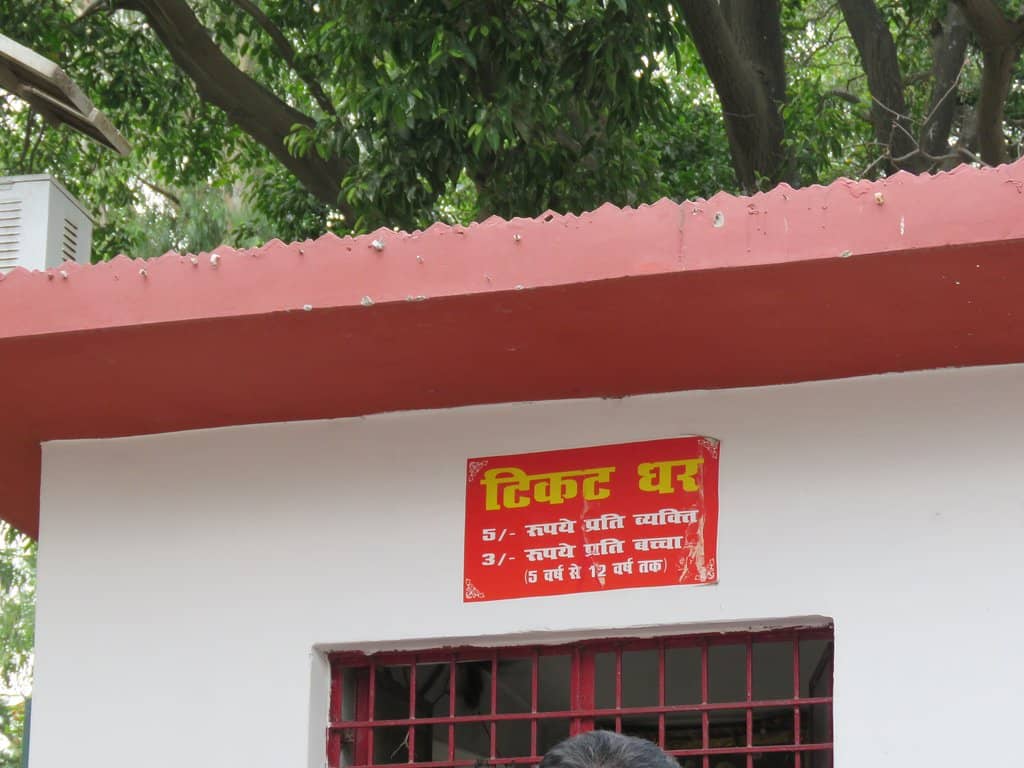 टिकट घर
5/- रुपये प्रति व्यक्ति
3/- रुपये प्रति बच्चा
(5 वर्ष से 12 वर्ष तक)